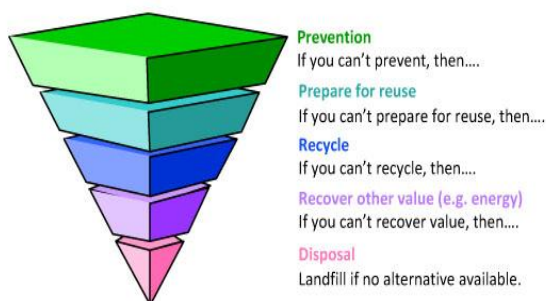 Prevention
If you can't prevent, then....
Prepare for reuse
If you can't prepare for reuse, then....
Recycle
If you can't recycle, then....
Recover other value (e.g. energy)
If you can't recover value, then....
Disposal
Landfill if no alternative available.